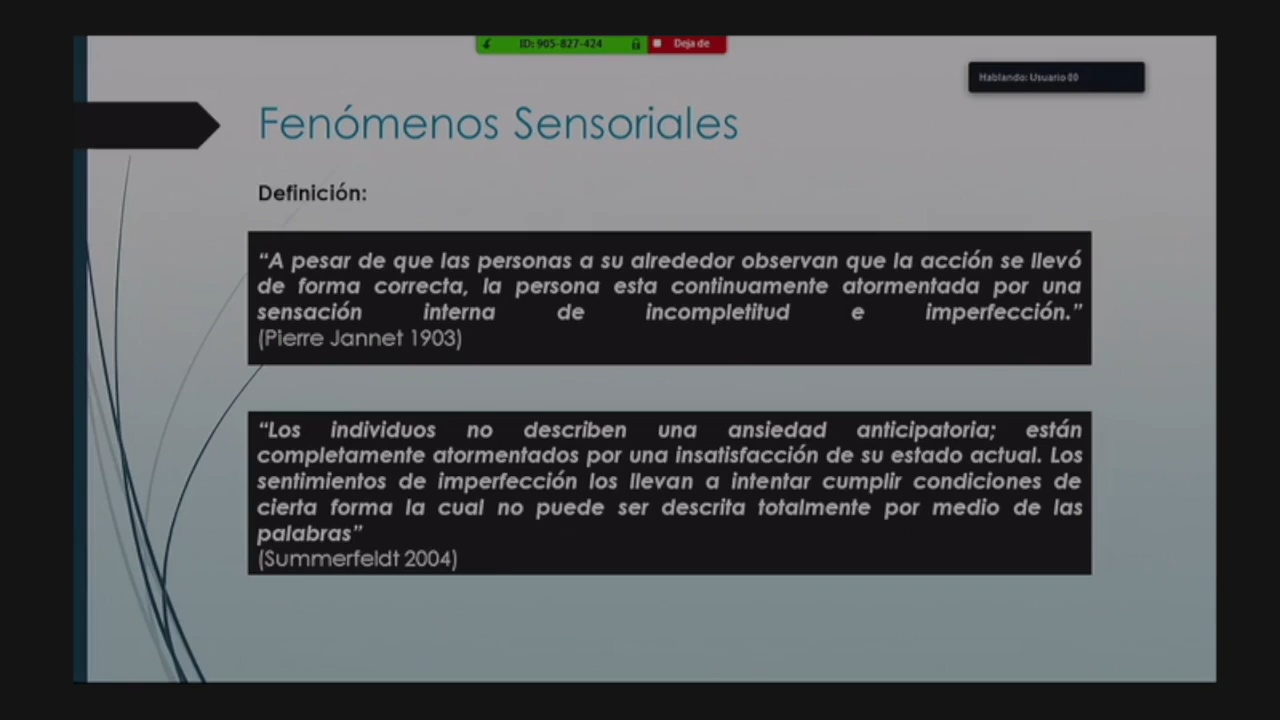 ID: 905-827-424
Deja de
Hablando: Usuario 00
Fenómenos Sensoriales
Definición:
“A pesar de que las personas a su alrededor observan que la acción se llevó
de forma correcta, la persona esta continuamente atormentada por una
sensación interna de incompletitud e imperfección.”
(Pierre Jannet 1903)
“Los individuos no describen una ansiedad anticipatoria; están
completamente atormentados por una insatisfacción de su estado actual. Los
sentimientos de imperfección los llevan a intentar cumplir condiciones de
cierta forma la cual no puede ser descrita totalmente por medio de las
palabras”
(Summerfeldt 2004)